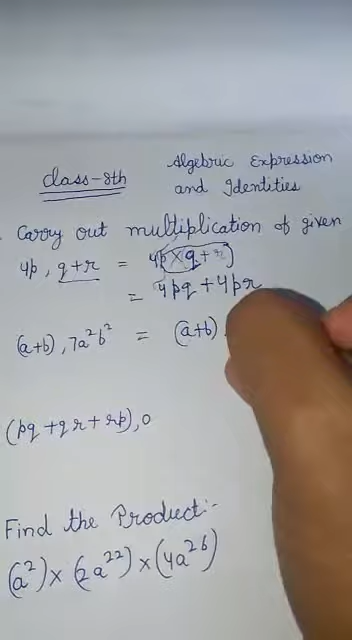 Class-8th
Algebric Expression
and Identities
Carry out multiplication of given
4p, q+r = 4p×(q+r)
= 4pq+4pr
(a+b), 7a²b² = (a+b)
(pq+qr+rp), 0
Find the Product:-
(a²)×(2a²²)×(4a²⁶)